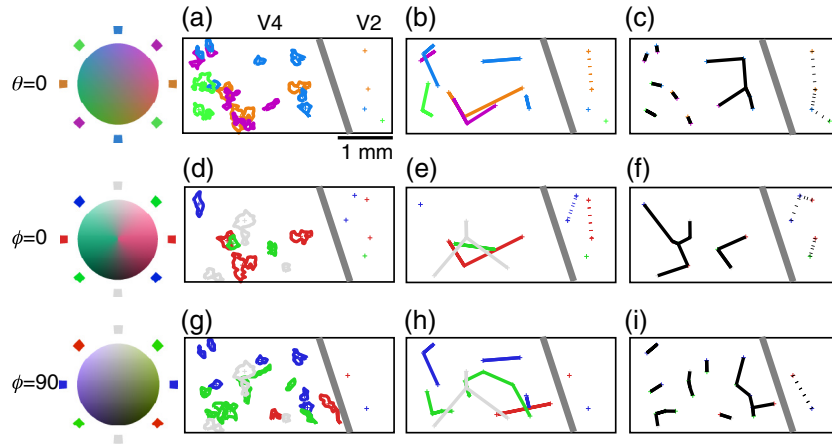 (a) V4 V2 (b) (c)
θ=0
1 mm
(d) (e) (f)
ϕ=0
(g) (h) (i)
ϕ=90